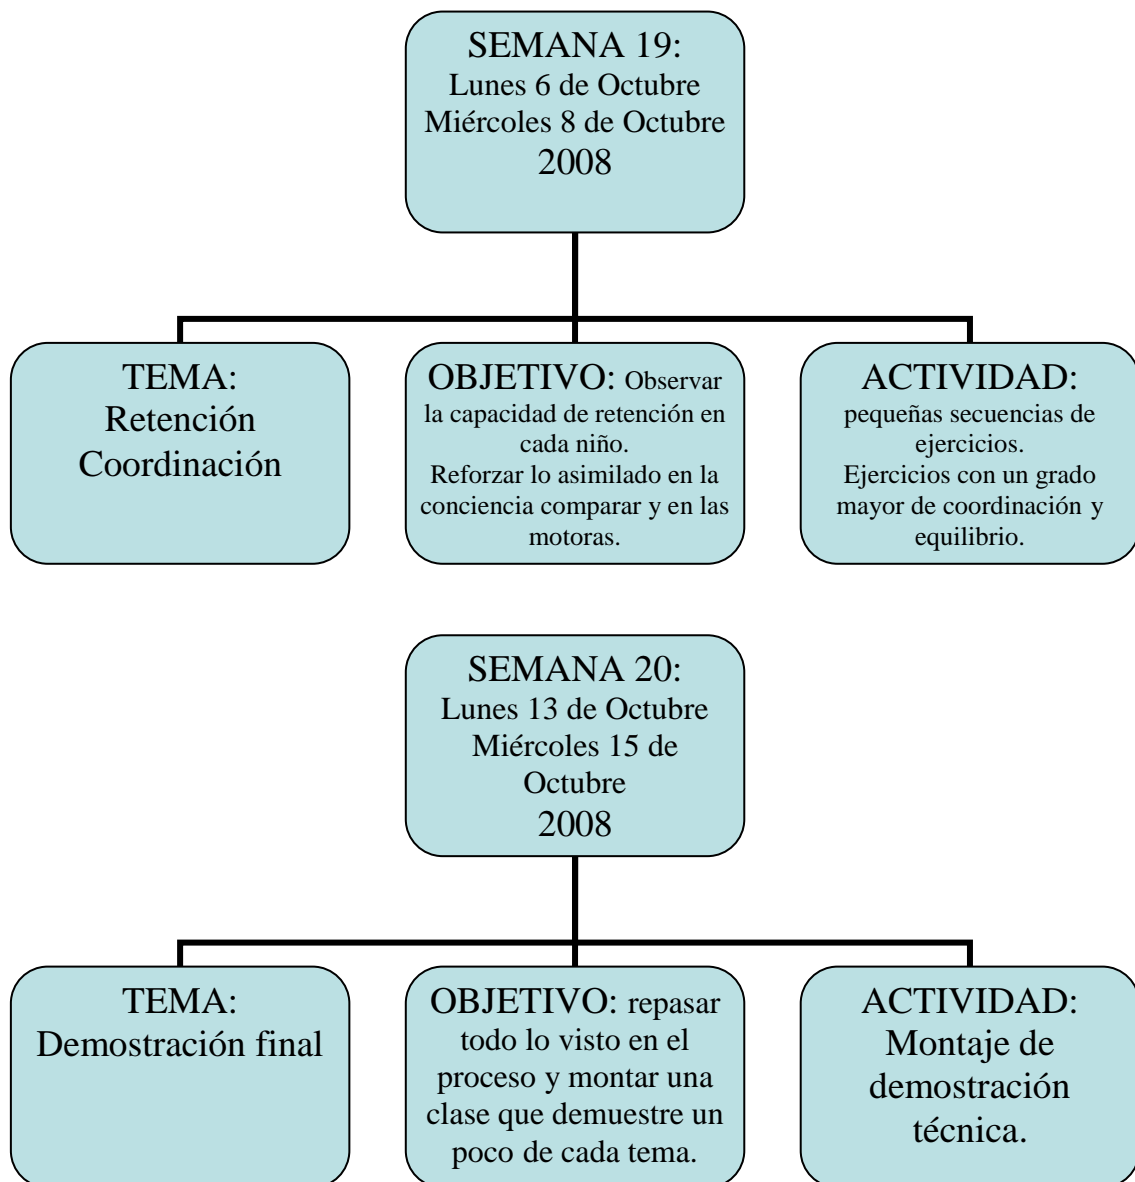 SEMANA 19:
Lunes 6 de Octubre
Miércoles 8 de Octubre
2008
TEMA:
Retención
Coordinación
OBJETIVO: Observar
la capacidad de retención en
cada niño.
Reforzar lo asimilado en la
conciencia comparar y en las
motoras.
ACTIVIDAD:
pequeñas secuencias de
ejercicios.
Ejercicios con un grado
mayor de coordinación y
equilibrio.
SEMANA 20:
Lunes 13 de Octubre
Miércoles 15 de
Octubre
2008
TEMA:
Demostración final
OBJETIVO: repasar
todo lo visto en el
proceso y montar una
clase que demuestre un
poco de cada tema.
ACTIVIDAD:
Montaje de
demostración
técnica.